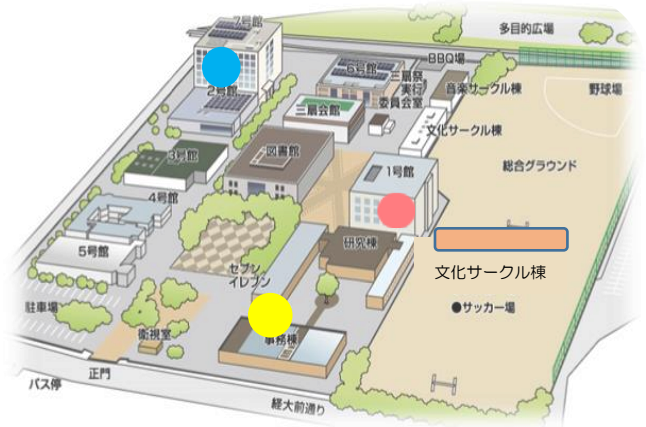 7号館
多目的広場
BBQ場
6号館
三扇祭
実行
委員会室
音楽サークル棟
野球場
2号館
三扇会館
文化サークル棟
図書館
3号館
1号館
総合グラウンド
4号館
5号館
研究棟
セブン
イレブン
文化サークル棟
駐車場
●サッカー場
衛視室
事務棟
正門
バス停
経大前通り